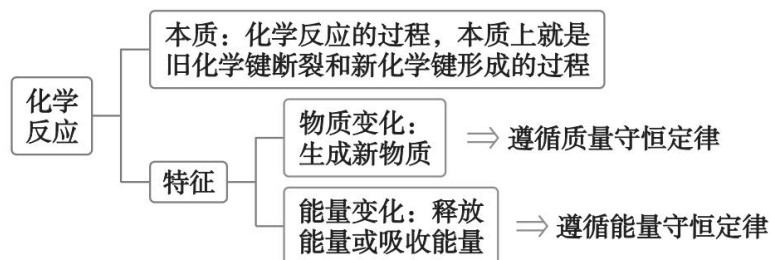 化学
反应
本质：化学反应的过程，本质上就是
旧化学键断裂和新化学键形成的过程
特征
物质变化：
生成新物质
⇒遵循质量守恒定律
能量变化：释放
能量或吸收能量
⇒遵循能量守恒定律